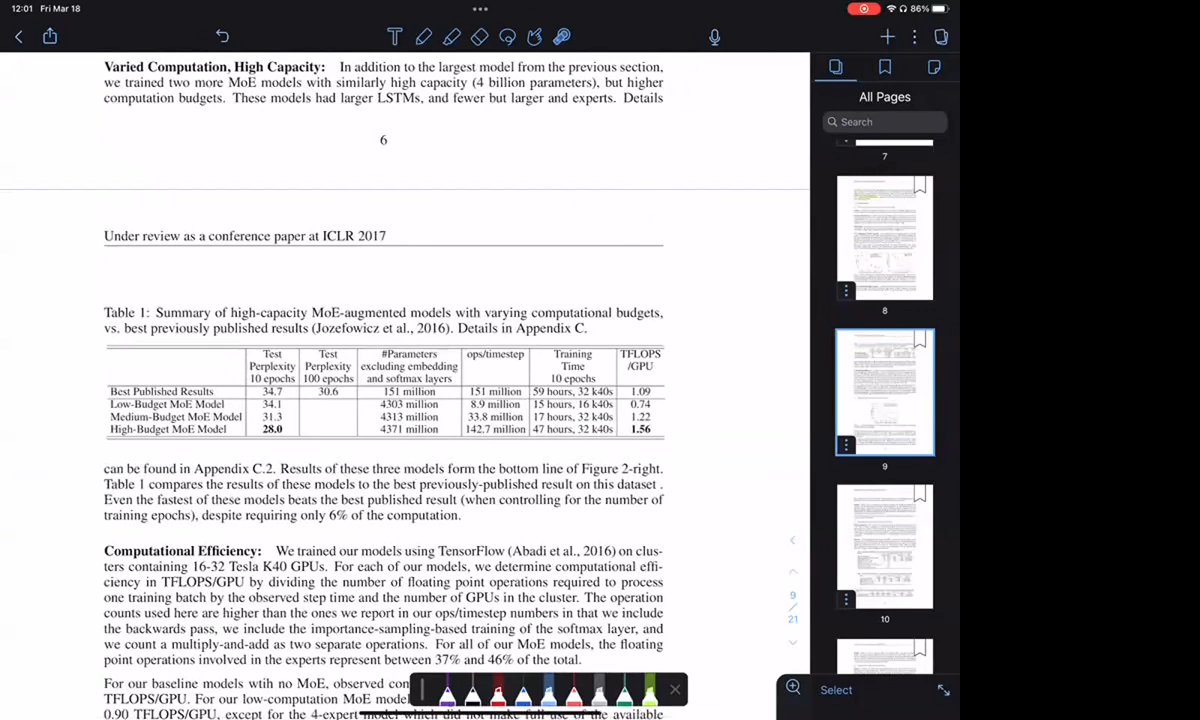 12:01 Fri Mar 18
86%
All Pages
Search
7
8
9
10
9
/
21
Select
Varied Computation, High Capacity: In addition to the largest model from the previous section,
we trained two more MoE models with similarly high capacity (4 billion parameters), but higher
computation budgets. These models had larger LSTMs, and fewer but larger and experts. Details
6
Under review as a conference paper at ICLR 2017
Table 1: Summary of high-capacity MoE-augmented models with varying computational budgets,
vs. best previously published results (Jozefowicz et al., 2016). Details in Appendix C.
Test Test #Parameters ops/timestep Training TFLOPS
Perplexity Perplexity excluding embedding Time /GPU
10 epochs 100 epochs and softmax layers 10 epochs
Best Published Results 34.7 30.6 151 million 151 million 59 hours, 32 k40s 1.09
Low-Budget MoE Model 34.1 4303 million 8.9 million 15 hours, 16 k40s 0.74
Medium-Budget MoE Model 31.3 4313 million 33.8 million 17 hours, 32 k40s 1.22
High-Budget MoE Model 28.0 4371 million 142.7 million 47 hours, 32 k40s 1.56
can be found in Appendix C.2. Results of these three models form the bottom line of Figure 2-right.
Table 1 compares the results of these models to the best previously-published result on this dataset .
Even the fastest of these models beats the best published result (when controlling for the number of
training epochs), despite requiring only 6% of the computation.
Computational Efficiency: We trained our models using TensorFlow (Abadi et al., 2016) on clus-
ters containing 16-32 Tesla K40 GPUs. For each of our models, we determine computational effi-
ciency in TFLOPS/GPU by dividing the number of floating point operations required to process
one training batch by the observed step time and the number of GPUs in the cluster. The operation
counts used here are higher than the ones we report in our ops/timestep numbers in that we include
the backwards pass, we include the importance-sampling-based training of the softmax layer, and
we count a multiply-and-add as two separate operations. For all of our MoE models, the floating
point operations involved in the experts represent between 37% and 46% of the total.
For our baseline models wtih no MoE, observed
TFLOPS/GPU. For our low-computation MoE
0.90 TFLOPS/GPU, except for the 4-expert model which did not make full use of the available